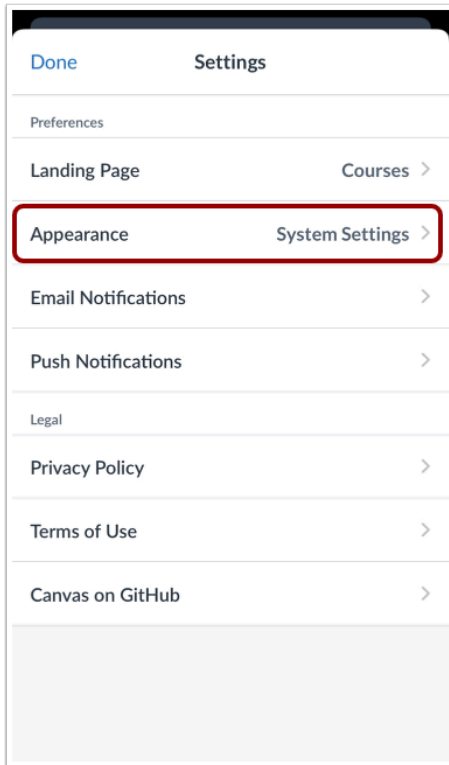 Done Settings
Preferences
Landing Page Courses
Appearance System Settings
Email Notifications
Push Notifications
Legal
Privacy Policy
Terms of Use
Canvas on GitHub